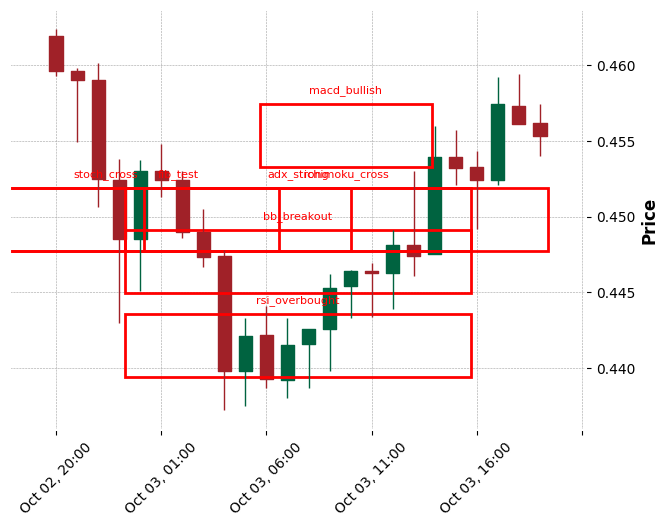 macd_bullish
0.460
0.455
stoch_cross
adx_strong
ichimoku_cross
0.450
bb_breakout
0.445
rsi_overbought
0.440
Price
Oct 02, 20:00
Oct 03, 01:00
Oct 03, 06:00
Oct 03, 11:00
Oct 03, 16:00